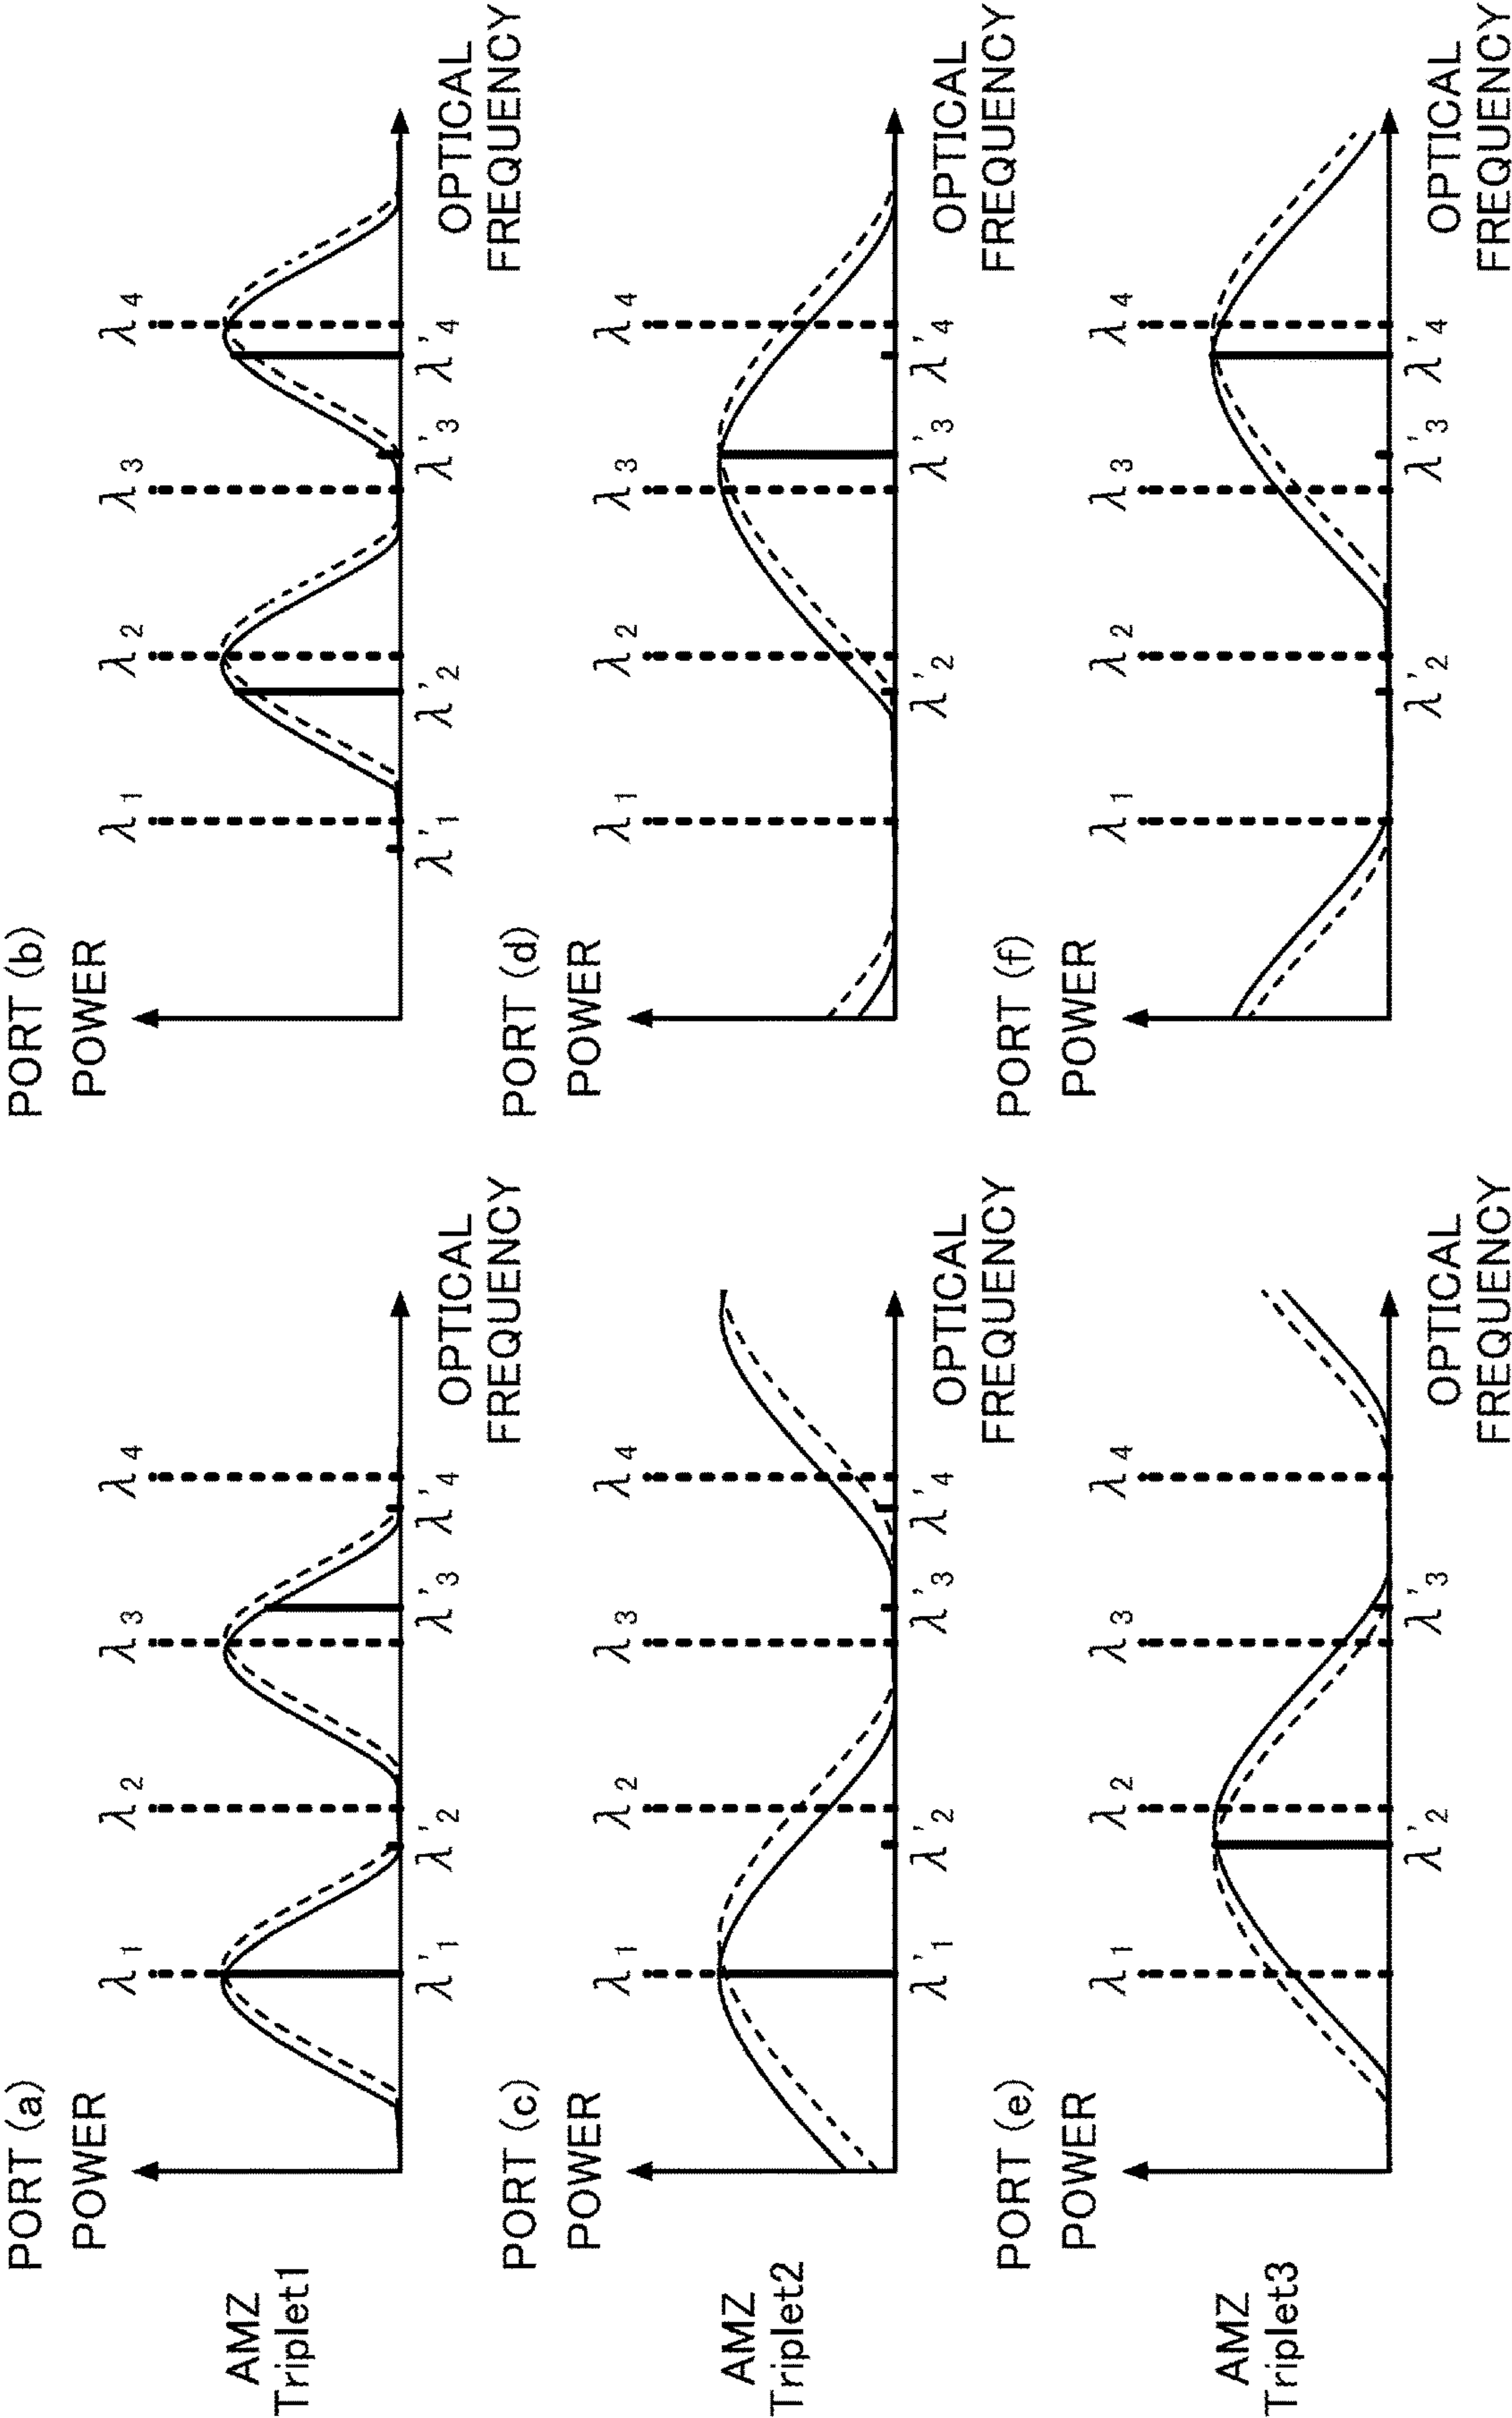 PORT (a)
POWER
AMZ
Triplet1
λ1 λ2 λ3 λ4
λ'1 λ'2 λ'3 λ'4
OPTICAL
FREQUENCY
PORT (b)
POWER
λ1 λ2 λ3 λ4
λ'1 λ'2 λ'3 λ'4
OPTICAL
FREQUENCY
PORT (c)
POWER
AMZ
Triplet2
λ1 λ2 λ3 λ4
λ'1 λ'2 λ'3 λ'4
OPTICAL
FREQUENCY
PORT (d)
POWER
λ1 λ2 λ3 λ4
λ'2 λ'3 λ'4
OPTICAL
FREQUENCY
PORT (e)
POWER
AMZ
Triplet3
λ1 λ2 λ3 λ4
λ'2 λ'3
OPTICAL
FREQUENCY
PORT (f)
POWER
λ1 λ2 λ3 λ4
λ'2 λ'3 λ'4
OPTICAL
FREQUENCY